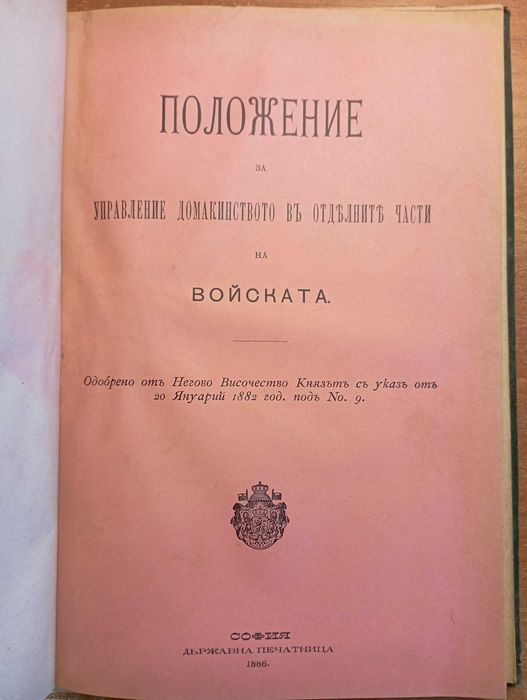 ПОЛОЖЕНИЕ
ЗА
УПРАВЛЕНИЕ ДОМАКИНСТВОТО ВЪ ОТДѢЛНИТѢ ЧАСТИ
НА
ВОЙСКАТА.
Одобрено отъ Негово Височество Князътъ съ указъ отъ
20 Януарий 1882 год. подъ No. 9.
СОФИЯ
ДЬРЖАВНА ПЕЧАТНИЦА
1886.